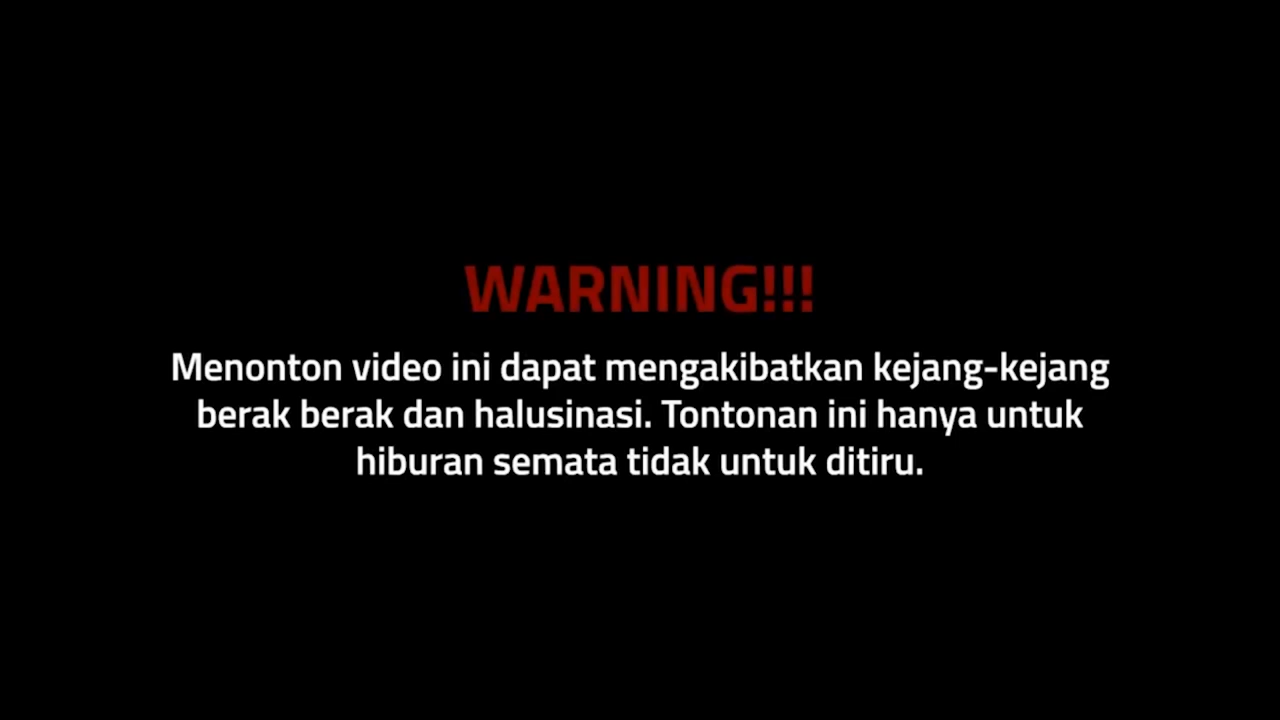 WARNING!!!
Menonton video ini dapat mengakibatkan kejang-kejang
berak berak dan halusinasi. Tontonan ini hanya untuk
hiburan semata tidak untuk ditiru.